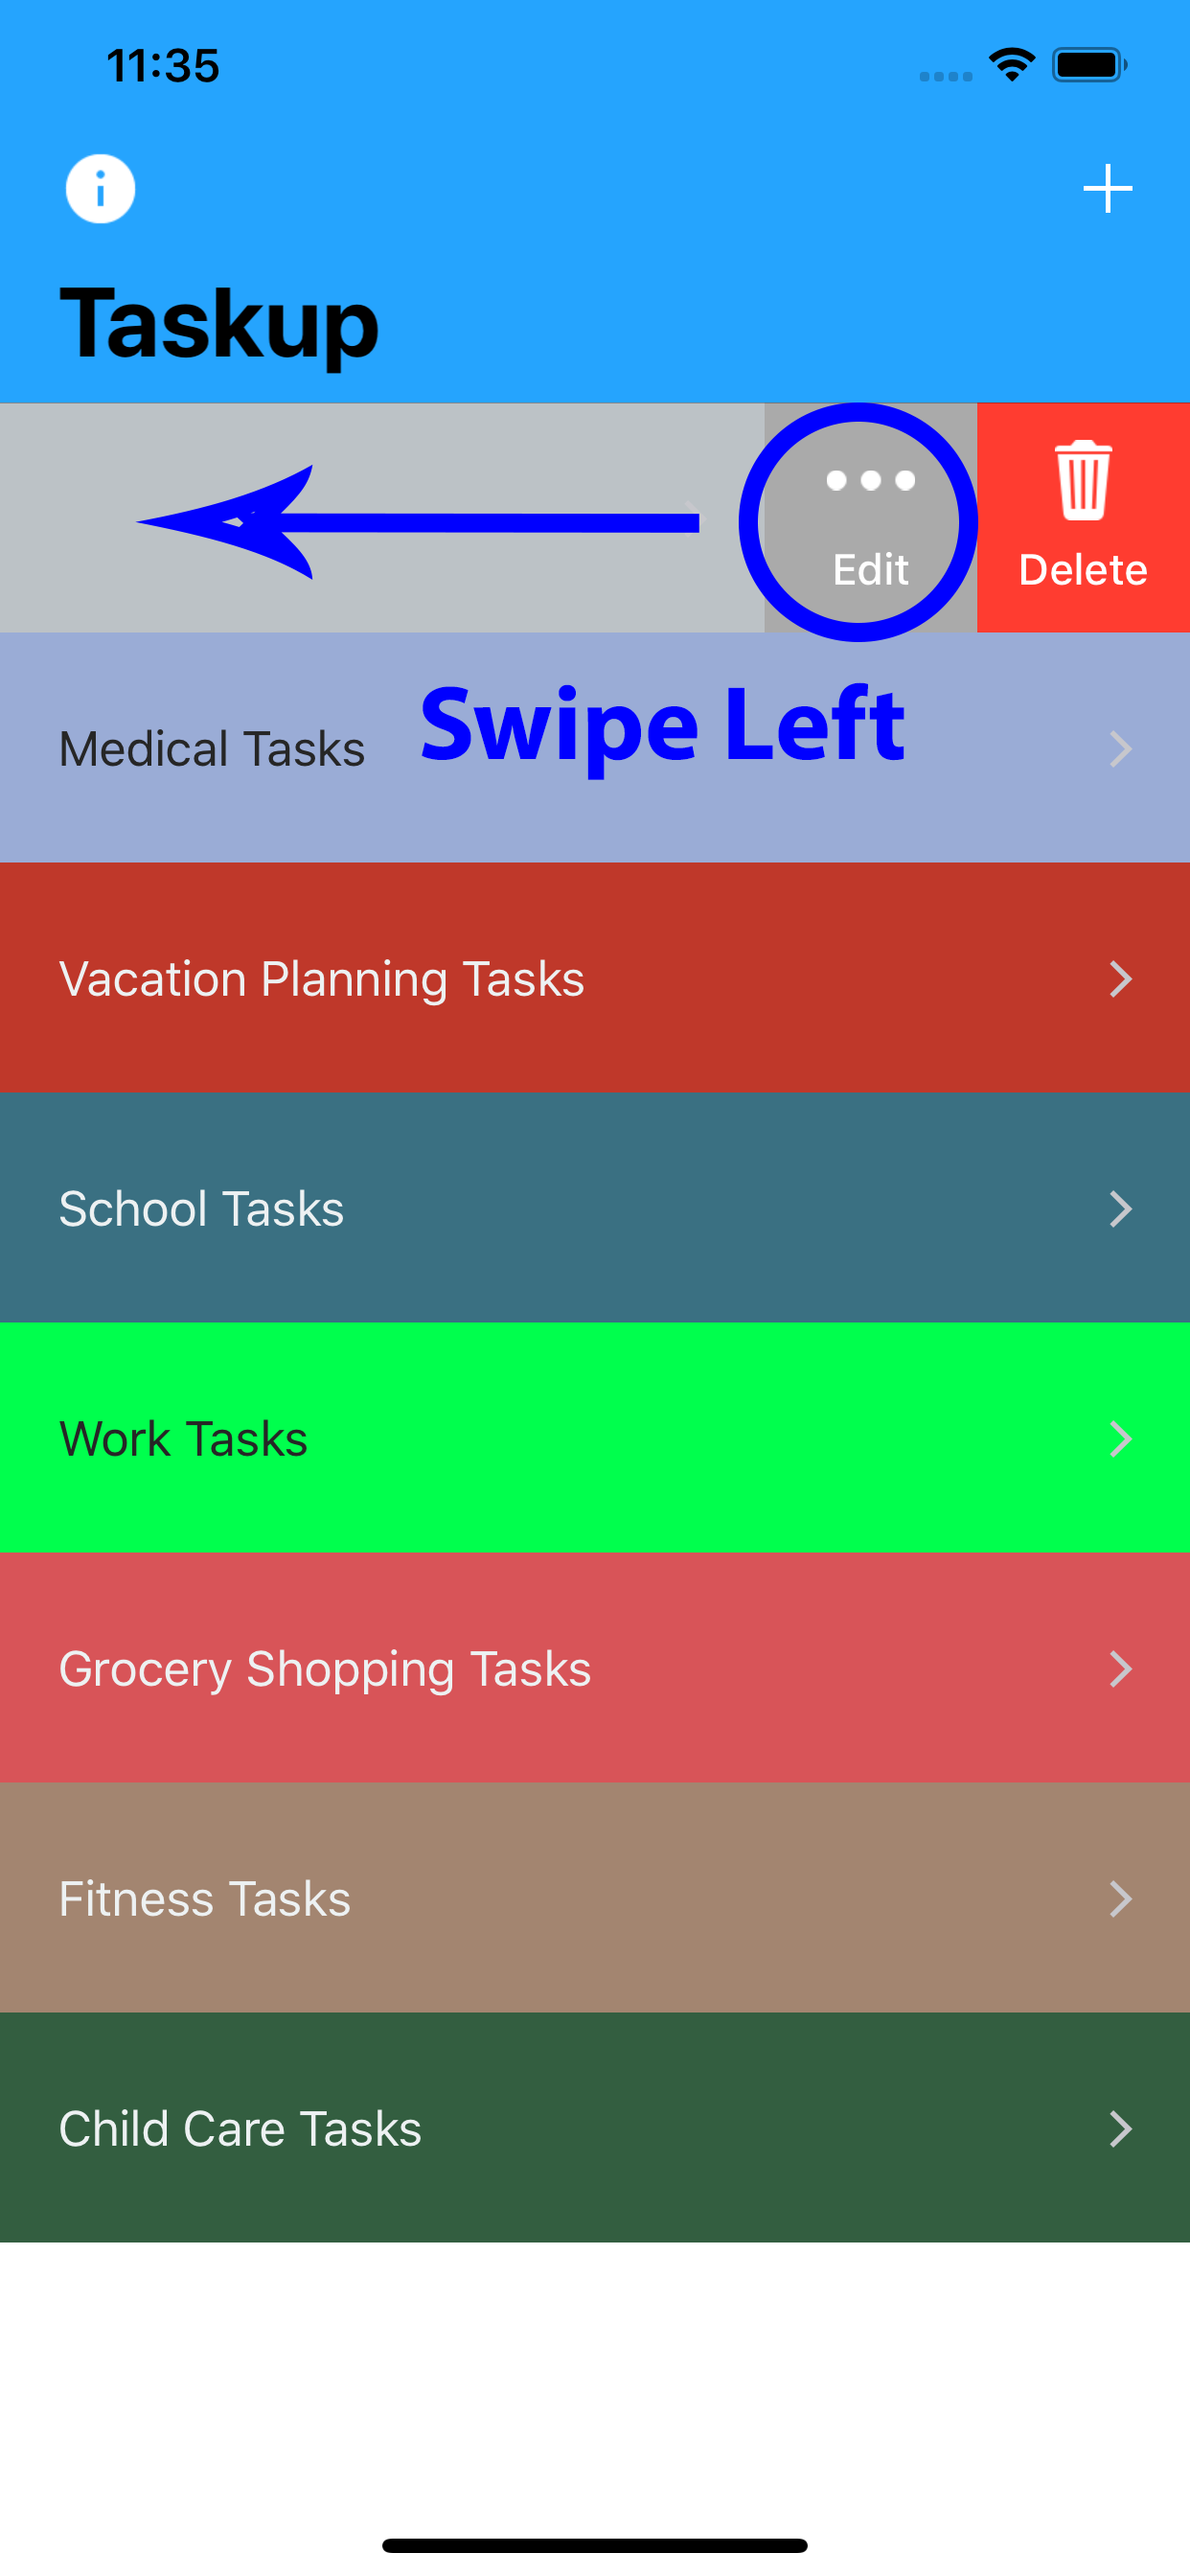 11:35
Taskup
Edit
Delete
Swipe Left
Medical Tasks
Vacation Planning Tasks
School Tasks
Work Tasks
Grocery Shopping Tasks
Fitness Tasks
Child Care Tasks